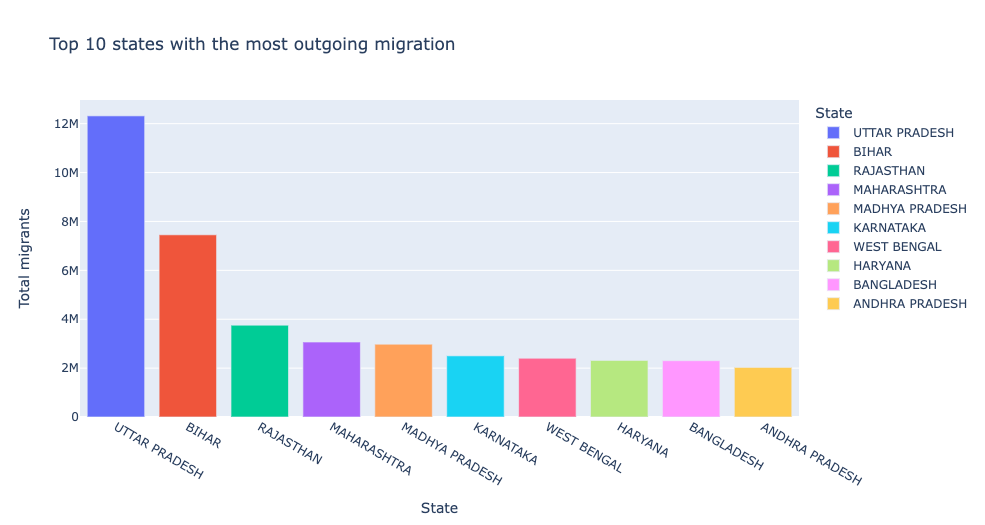 Top 10 states with the most outgoing migration
Total migrants
12M
10M
8M
6M
4M
2M
0
UTTAR PRADESH
BIHAR
RAJASTHAN
MAHARASHTRA
MADHYA PRADESH
KARNATAKA
WEST BENGAL
HARYANA
BANGLADESH
ANDHRA PRADESH
State
State
UTTAR PRADESH
BIHAR
RAJASTHAN
MAHARASHTRA
MADHYA PRADESH
KARNATAKA
WEST BENGAL
HARYANA
BANGLADESH
ANDHRA PRADESH